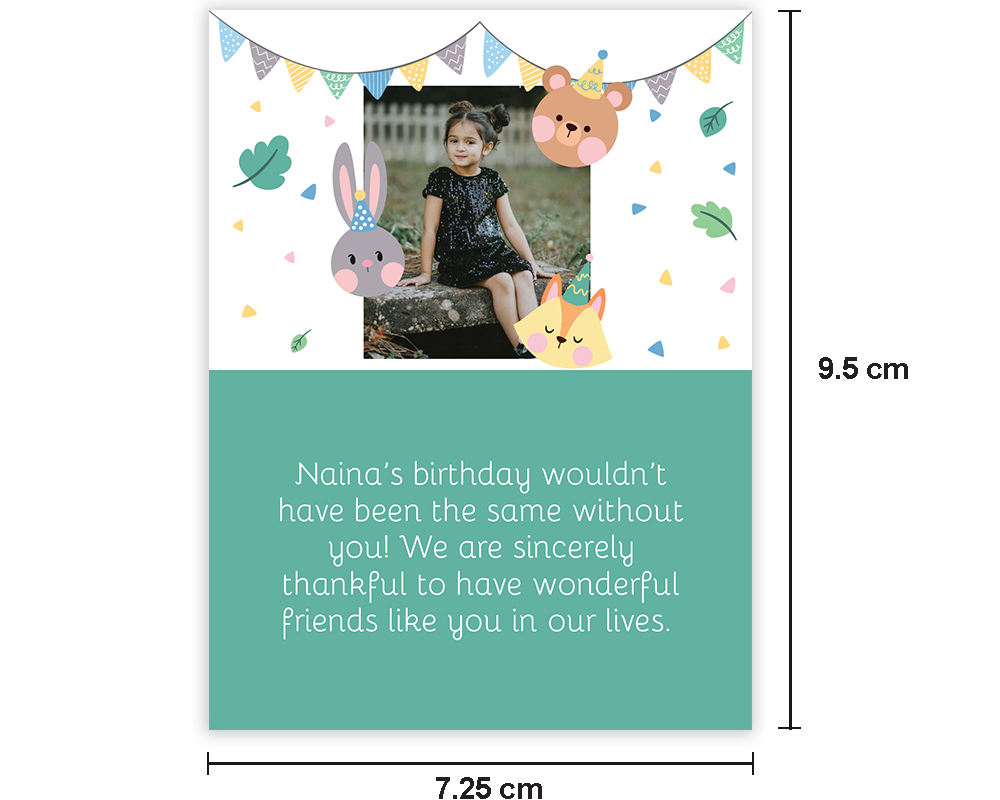 Naina's birthday wouldn't
have been the same without
you! We are sincerely
thankful to have wonderful
friends like you in our lives.
9.5 cm
7.25 cm